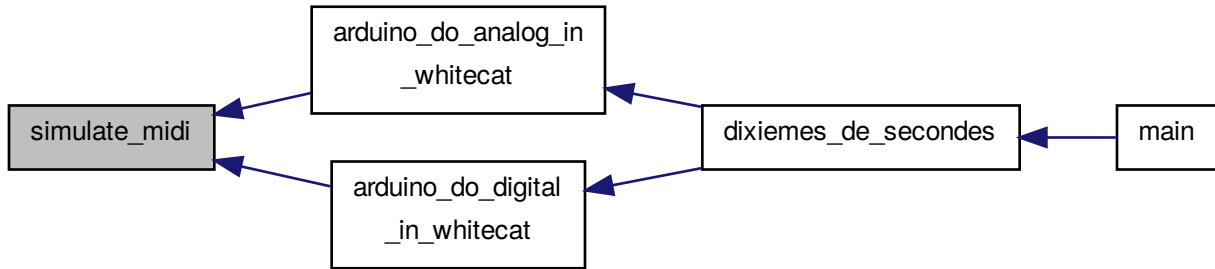 simulate_midi
arduino_do_analog_in
_whitecat
arduino_do_digital
_in_whitecat
dixiemes_de_secondes
main